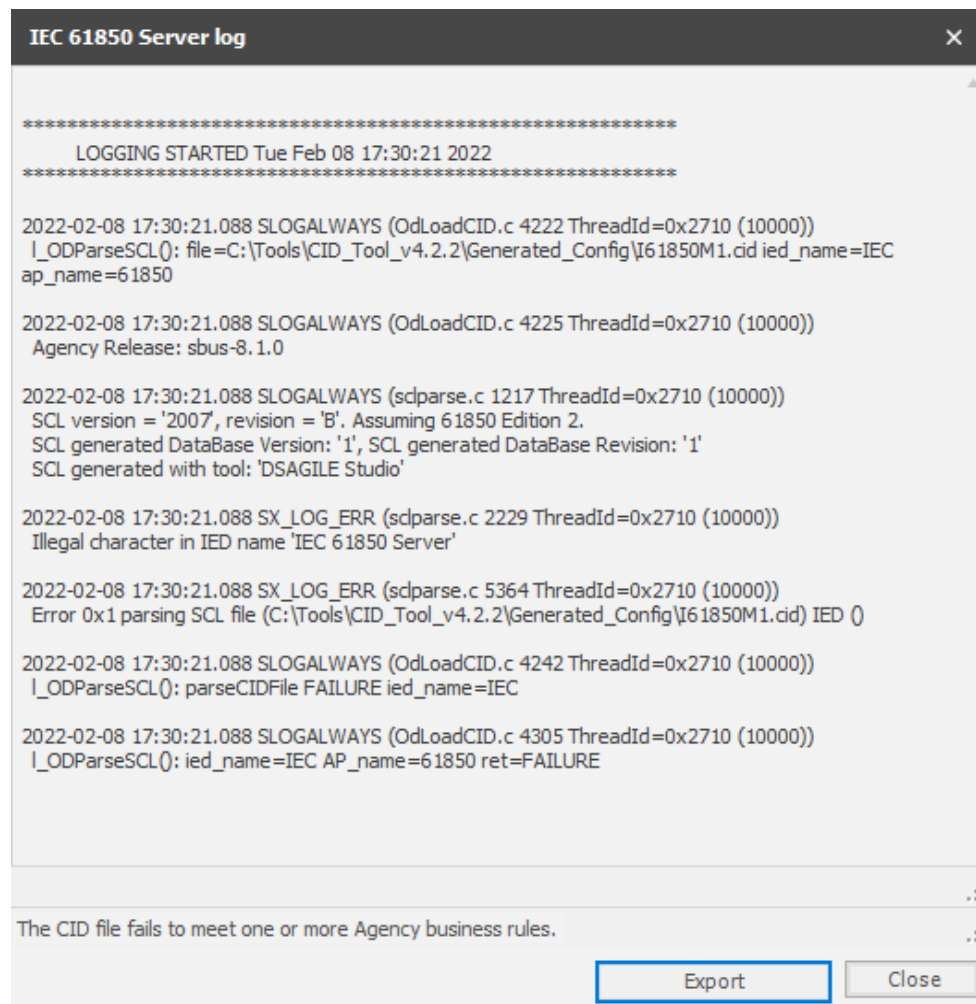 IEC 61850 Server log
***********************************************************
LOGGING STARTED Tue Feb 08 17:30:21 2022
***********************************************************
2022-02-08 17:30:21.088 SLOGALWAYS (OdLoadCID.c 4222 ThreadId=0x2710 (10000))
l_ODParseSCL(): file=C:\Tools\CID_Tool_v4.2.2\Generated_Config\I61850M1.cid ied_name=IEC
ap_name=61850
2022-02-08 17:30:21.088 SLOGALWAYS (OdLoadCID.c 4225 ThreadId=0x2710 (10000))
Agency Release: sbus-8.1.0
2022-02-08 17:30:21.088 SLOGALWAYS (sclparse.c 1217 ThreadId=0x2710 (10000))
SCL version = '2007', revision = 'B'. Assuming 61850 Edition 2.
SCL generated DataBase Version: '1', SCL generated DataBase Revision: '1'
SCL generated with tool: 'DSAGILE Studio'
2022-02-08 17:30:21.088 SX_LOG_ERR (sclparse.c 2229 ThreadId=0x2710 (10000))
Illegal character in IED name 'IEC 61850 Server'
2022-02-08 17:30:21.088 SX_LOG_ERR (sclparse.c 5364 ThreadId=0x2710 (10000))
Error 0x1 parsing SCL file (C:\Tools\CID_Tool_v4.2.2\Generated_Config\I61850M1.cid) IED ()
2022-02-08 17:30:21.088 SLOGALWAYS (OdLoadCID.c 4242 ThreadId=0x2710 (10000))
l_ODParseSCL(): parseCIDFile FAILURE ied_name=IEC
2022-02-08 17:30:21.088 SLOGALWAYS (OdLoadCID.c 4305 ThreadId=0x2710 (10000))
l_ODParseSCL(): ied_name=IEC AP_name=61850 ret=FAILURE
The CID file fails to meet one or more Agency business rules.
Export
Close